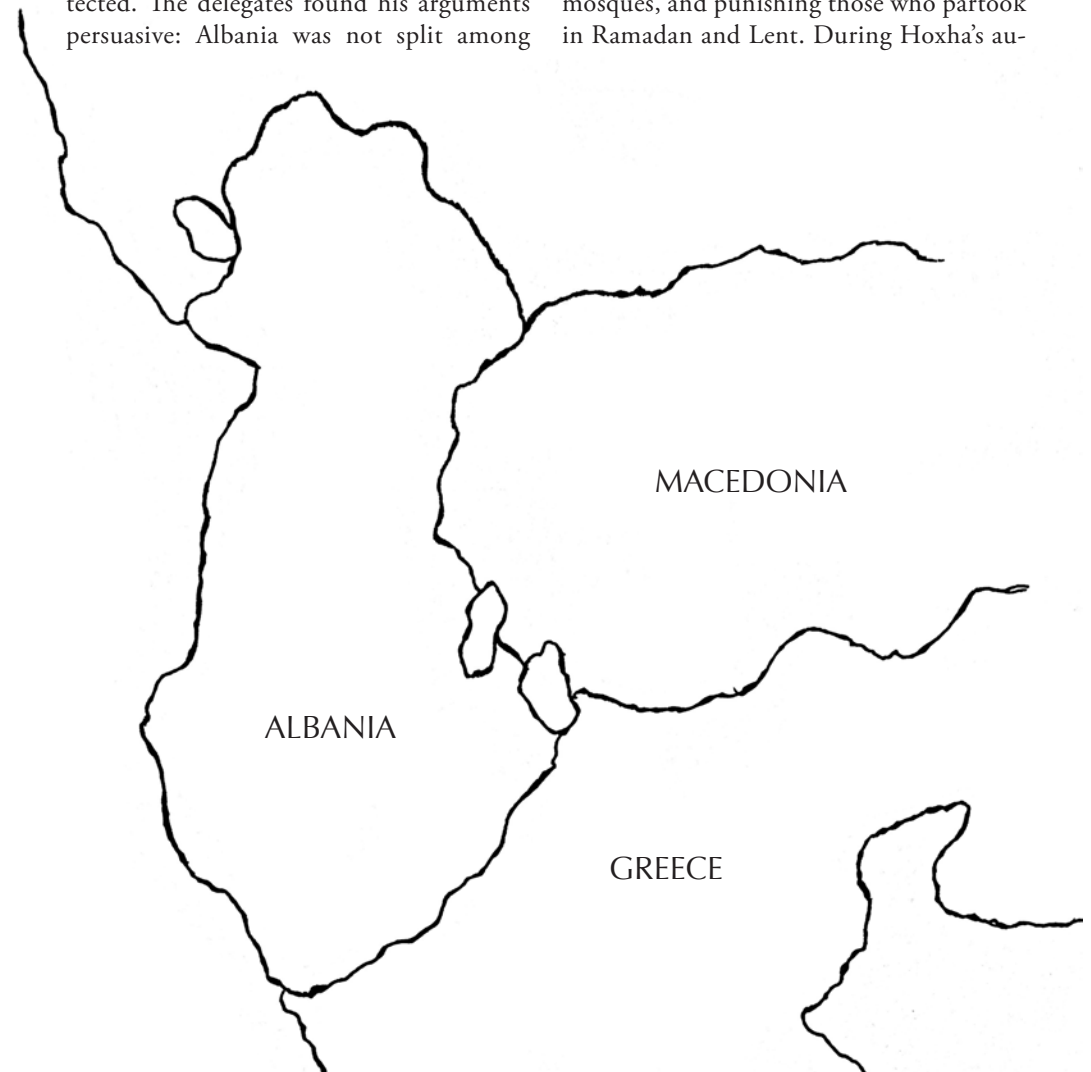 tected. The delegates found his arguments
persuasive: Albania was not split among
mosques, and punishing those who partook
in Ramadan and Lent. During Hoxha’s au-
MACEDONIA
ALBANIA
GREECE